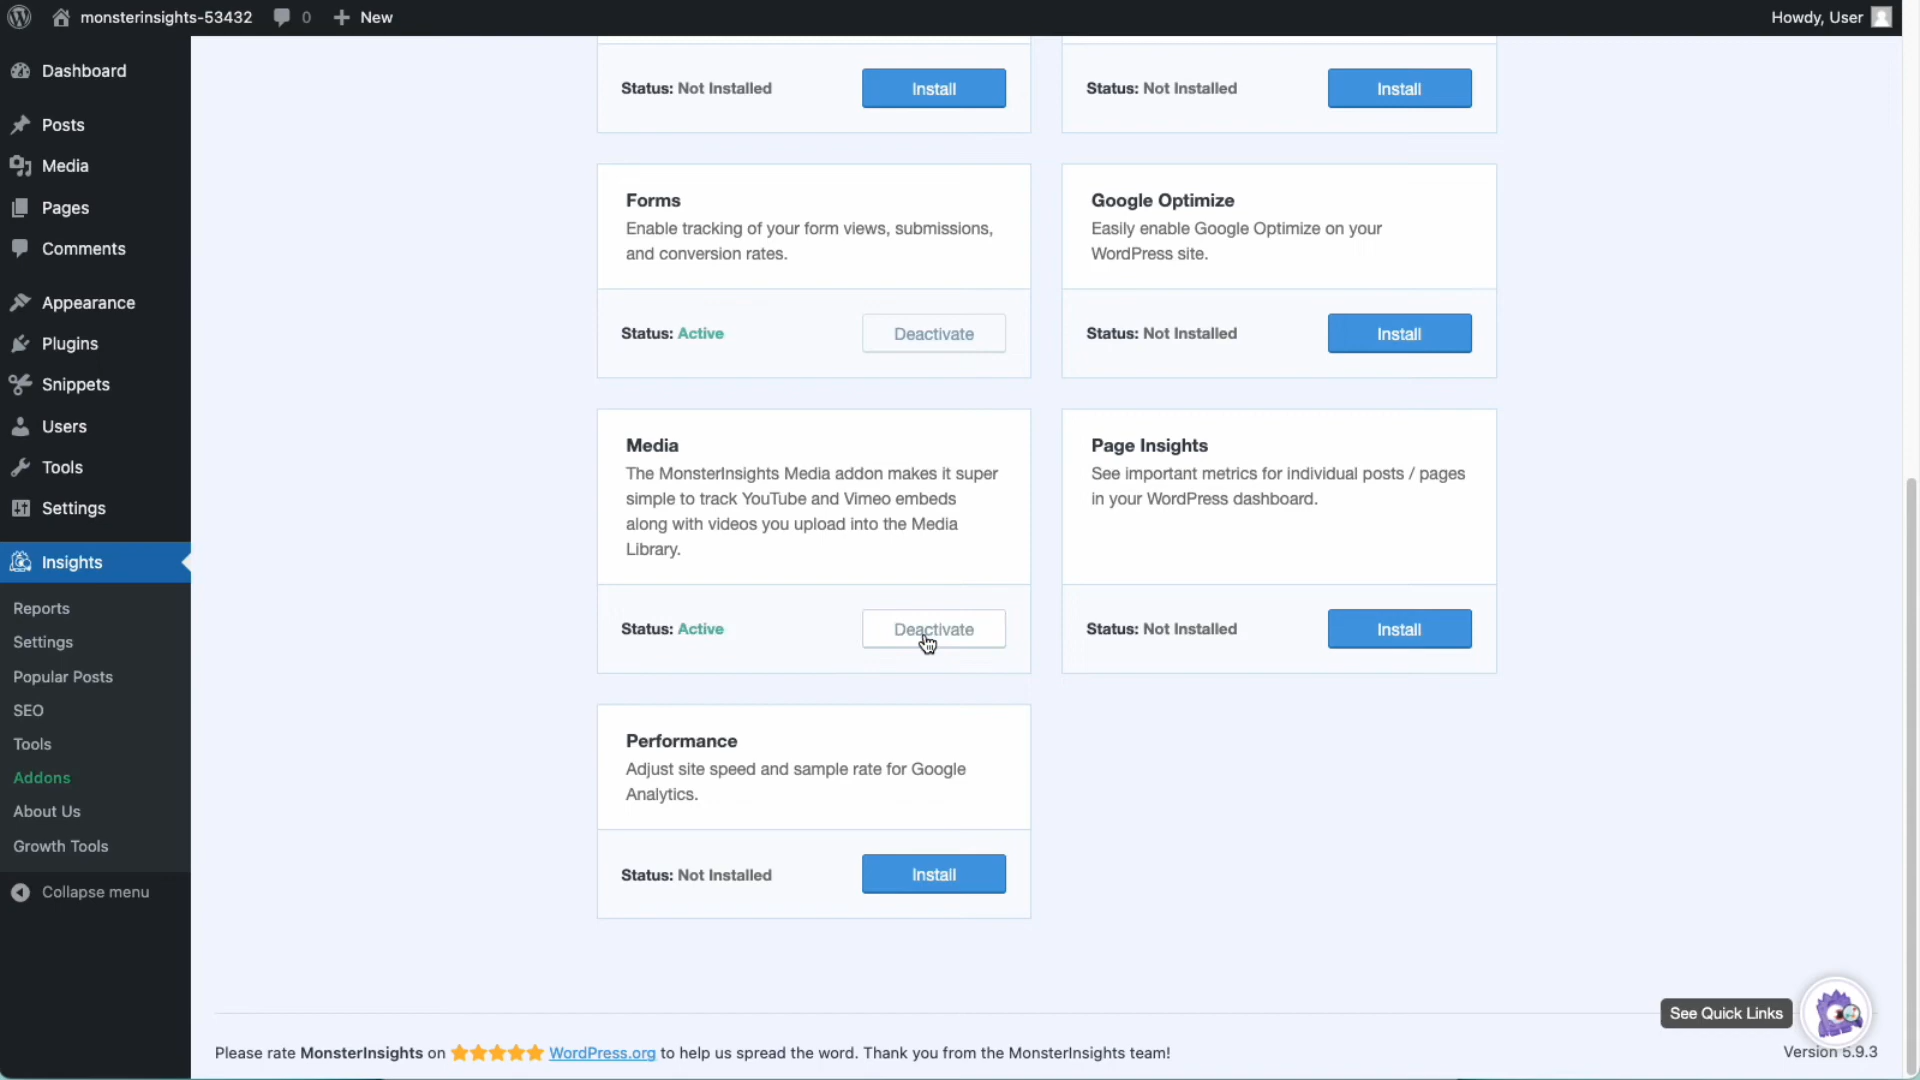 monsterinsights-53432 0 New Howdy, User
Dashboard
Posts
Media
Pages
Comments
Appearance
Plugins
Snippets
Users
Tools
Settings
Insights
Reports
Settings
Popular Posts
SEO
Tools
Addons
About Us
Growth Tools
Collapse menu
Status: Not Installed Install
Status: Not Installed Install
Forms
Enable tracking of your form views, submissions,
and conversion rates.
Status: Active Deactivate
Google Optimize
Easily enable Google Optimize on your
WordPress site.
Status: Not Installed Install
Media
The MonsterInsights Media addon makes it super
simple to track YouTube and Vimeo embeds
along with videos you upload into the Media
Library.
Status: Active Deactivate
Page Insights
See important metrics for individual posts / pages
in your WordPress dashboard.
Status: Not Installed Install
Performance
Adjust site speed and sample rate for Google
Analytics.
Status: Not Installed Install
See Quick Links
Please rate MonsterInsights on WordPress.org to help us spread the word. Thank you from the MonsterInsights team!
Version 5.9.3